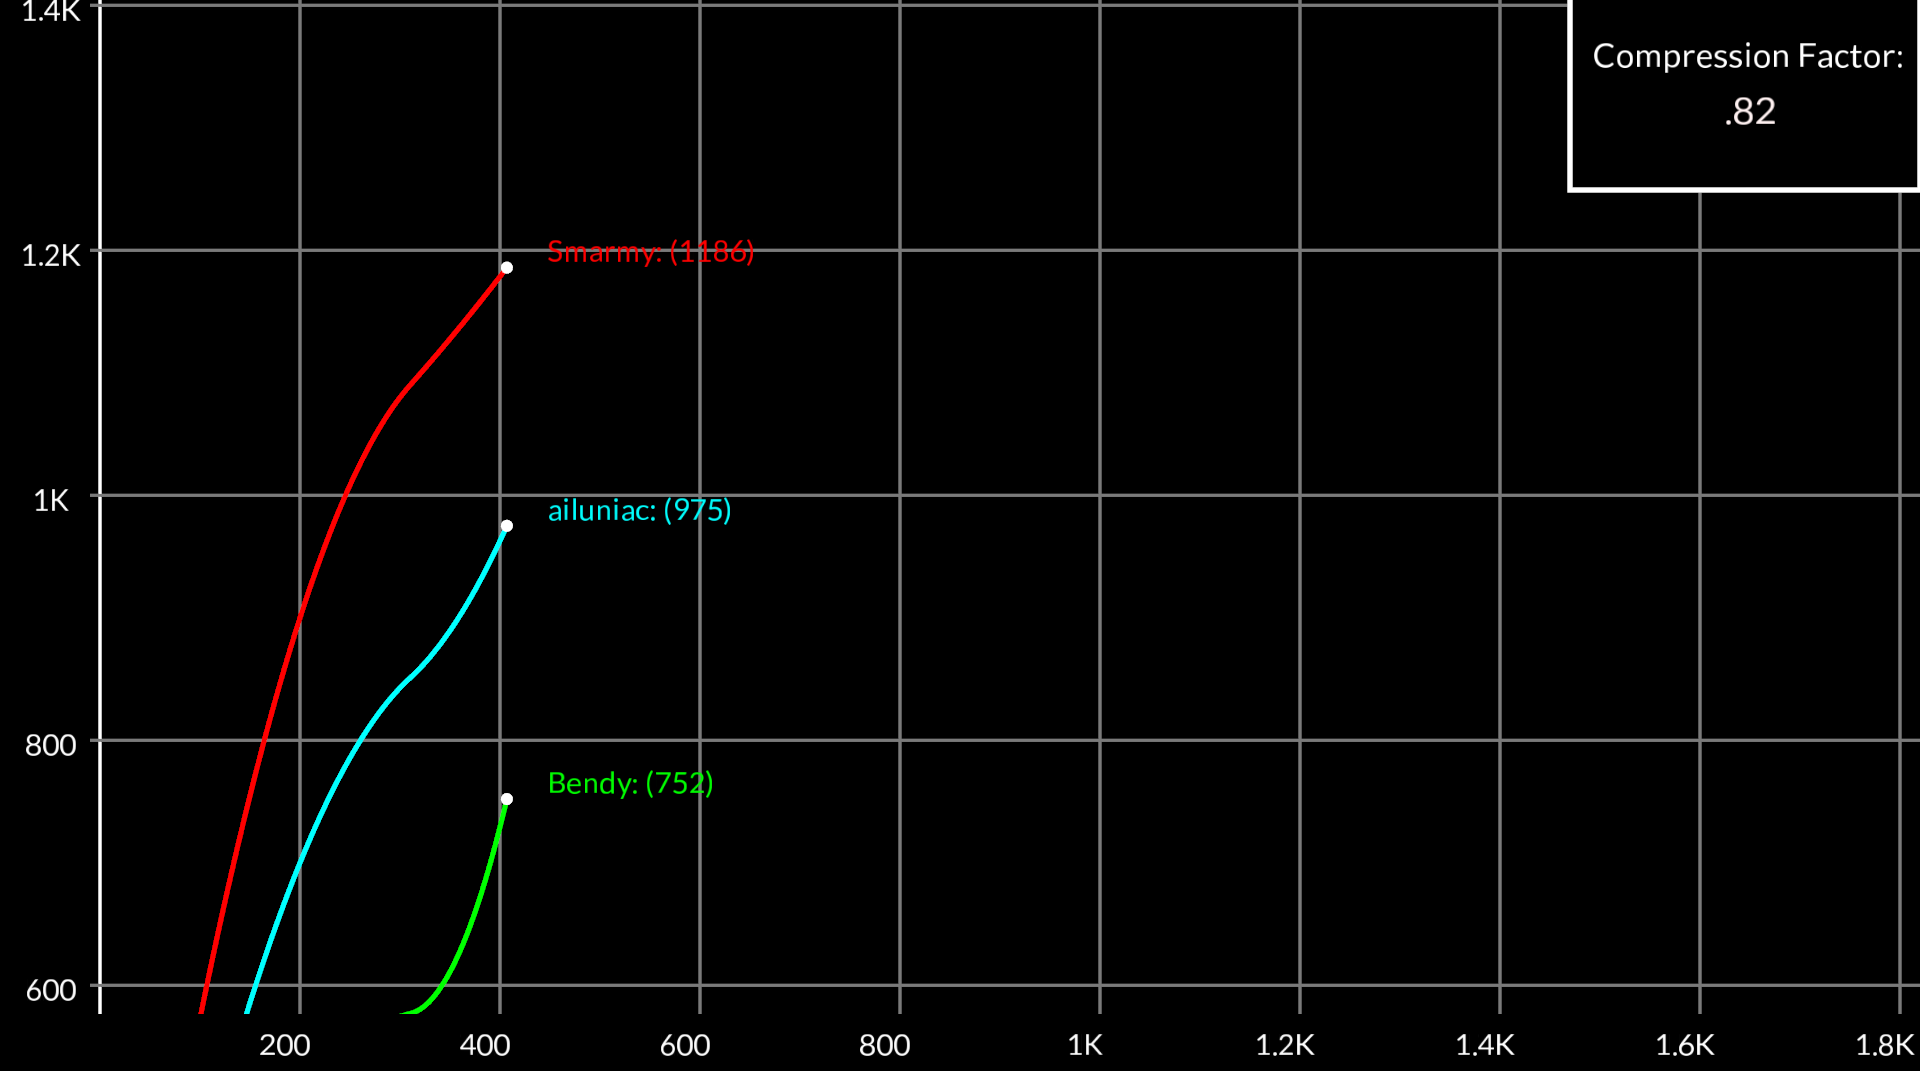 1.4K
Compression Factor:
.82
1.2K
Smarmy: (1186)
1K
ailuniac: (975)
800
Bendy: (752)
600
200 400 600 800 1K 1.2K 1.4K 1.6K 1.8K